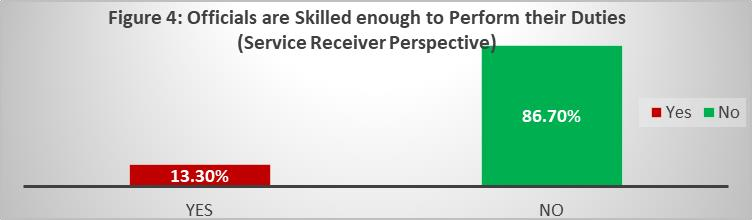 Figure 4: Officials are Skilled enough to Perform their Duties
(Service Receiver Perspective)
86.70%
Yes No
13.30%
YES NO